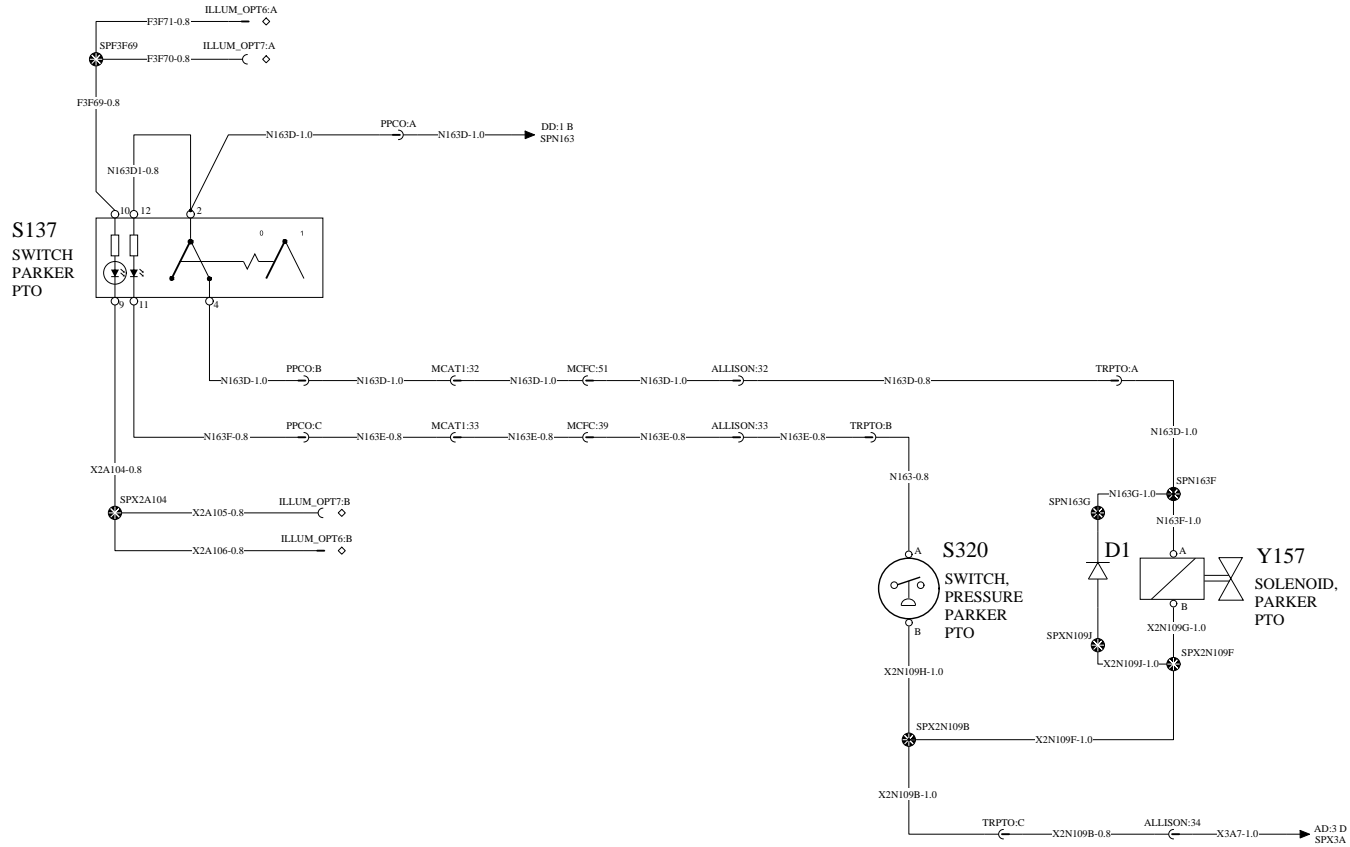 ILLUM_OPT6:A
F3F71-0.8
SPF3F69
ILLUM_OPT7:A
F3F70-0.8
F3F69-0.8
N163D-1.0
PPCO:A
N163D-1.0
DD:1 B
SPN163
N163D1-0.8
10
12
2
S137
SWITCH
PARKER
PTO
0
1
9
11
4
N163D-1.0
PPCO:B
N163D-1.0
MCAT1:32
N163D-1.0
MCFC:51
N163D-1.0
ALLISON:32
N163D-0.8
TRPTO:A
N163F-0.8
PPCO:C
N163E-0.8
MCAT1:33
N163E-0.8
MCFC:39
N163E-0.8
ALLISON:33
N163E-0.8
TRPTO:B
N163D-1.0
X2A104-0.8
N163-0.8
SPN163F
N163G-1.0
SPN163G
N163F-1.0
SPX2A104
ILLUM_OPT7:B
X2A105-0.8
ILLUM_OPT6:B
X2A106-0.8
A
S320
SWITCH,
PRESSURE
PARKER
PTO
B
D1
A
Y157
SOLENOID,
PARKER
PTO
B
X2N109G-1.0
SPXN109J
SPX2N109F
X2N109J-1.0
X2N109H-1.0
SPX2N109B
X2N109F-1.0
X2N109B-1.0
TRPTO:C
X2N109B-0.8
ALLISON:34
X3A7-1.0
AD:3 D
SPX3A